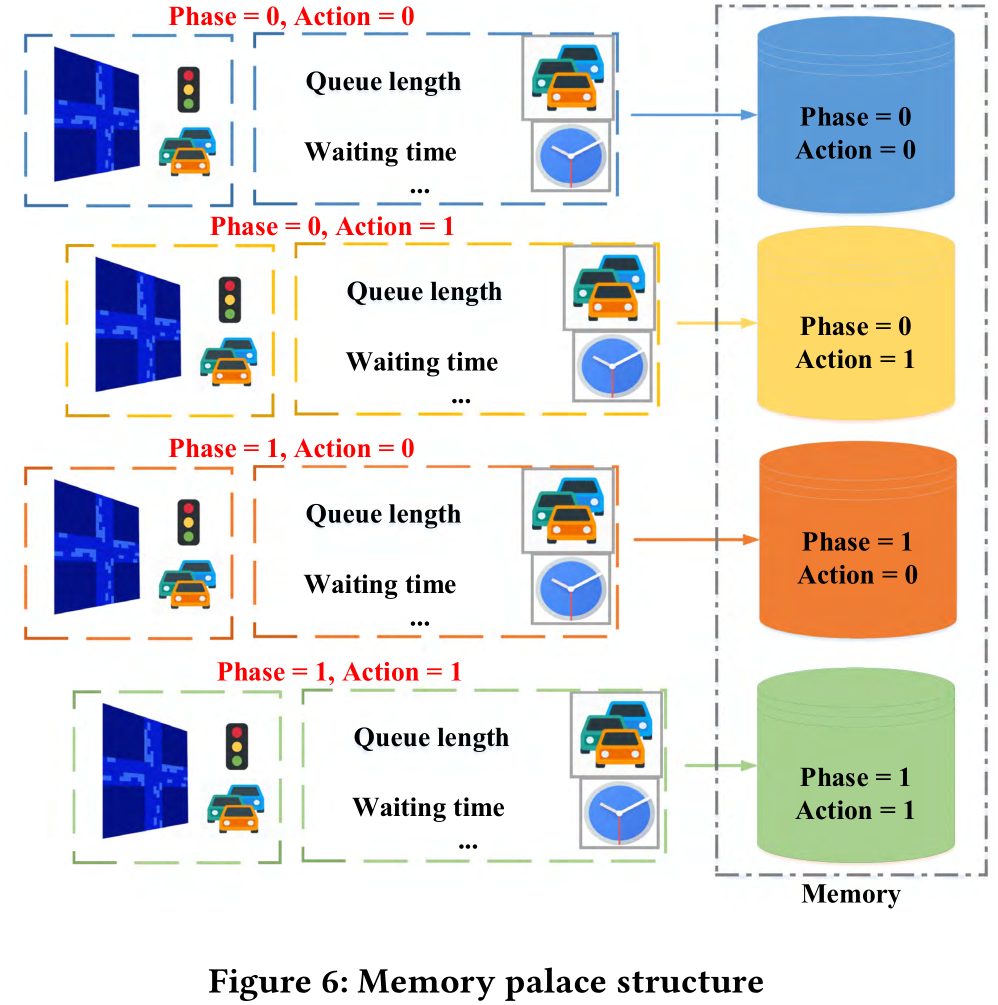 Phase = 0, Action = 0
Queue length
Waiting time
...
Phase = 0
Action = 0
Phase = 0, Action = 1
Queue length
Waiting time
...
Phase = 0
Action = 1
Phase = 1, Action = 0
Queue length
Waiting time
...
Phase = 1
Action = 0
Phase = 1, Action = 1
Queue length
Waiting time
...
Phase = 1
Action = 1
Memory
Figure 6: Memory palace structure